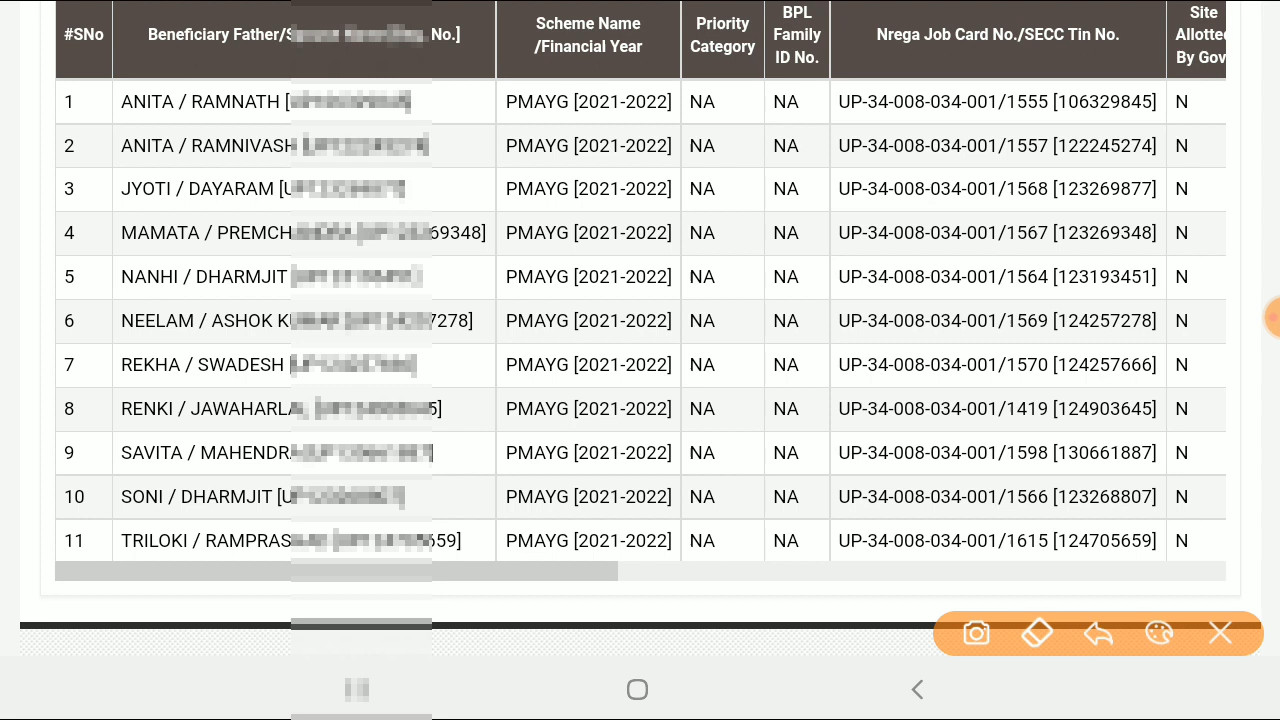 #SNo Beneficiary Father/ No.] Scheme Name /Financial Year Priority Category BPL Family ID No. Nrega Job Card No./SECC Tin No. Site Allotted By Gov
1 ANITA / RAMNATH [ PMAYG [2021-2022] NA NA UP-34-008-034-001/1555 [106329845] N
2 ANITA / RAMNIVASH PMAYG [2021-2022] NA NA UP-34-008-034-001/1557 [122245274] N
3 JYOTI / DAYARAM [U PMAYG [2021-2022] NA NA UP-34-008-034-001/1568 [123269877] N
4 MAMATA / PREMCH 69348] PMAYG [2021-2022] NA NA UP-34-008-034-001/1567 [123269348] N
5 NANHI / DHARMJIT PMAYG [2021-2022] NA NA UP-34-008-034-001/1564 [123193451] N
6 NEELAM / ASHOK K 7278] PMAYG [2021-2022] NA NA UP-34-008-034-001/1569 [124257278] N
7 REKHA / SWADESH PMAYG [2021-2022] NA NA UP-34-008-034-001/1570 [124257666] N
8 RENKI / JAWAHARLA 5] PMAYG [2021-2022] NA NA UP-34-008-034-001/1419 [124903645] N
9 SAVITA / MAHENDR PMAYG [2021-2022] NA NA UP-34-008-034-001/1598 [130661887] N
10 SONI / DHARMJIT [U PMAYG [2021-2022] NA NA UP-34-008-034-001/1566 [123268807] N
11 TRILOKI / RAMPRAS 659] PMAYG [2021-2022] NA NA UP-34-008-034-001/1615 [124705659] N